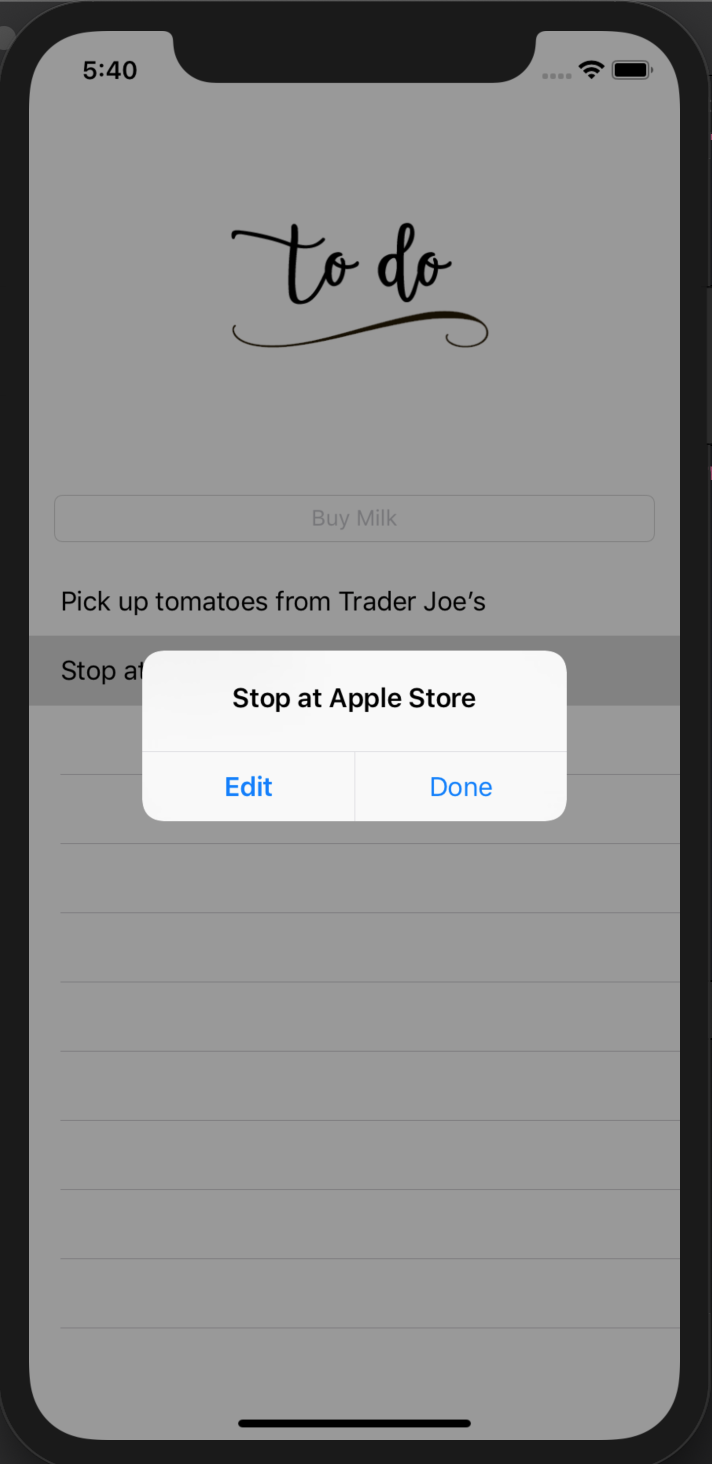 5:40
to do
Buy Milk
Pick up tomatoes from Trader Joe’s
Stop at
Stop at Apple Store
Edit Done